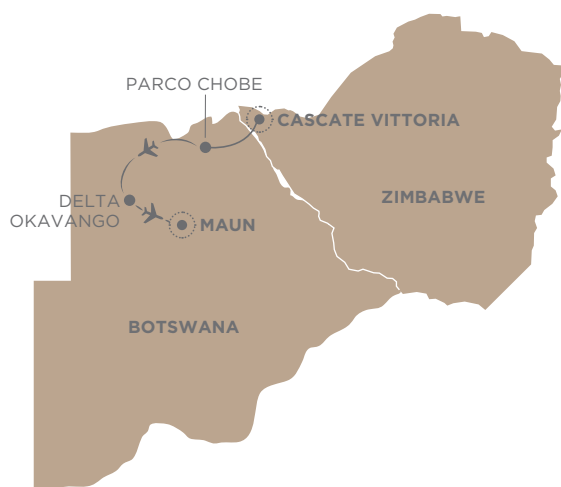 PARCO CHOBE
CASCATE VITTORIA
ZIMBABWE
DELTA
OKAVANGO
MAUN
BOTSWANA